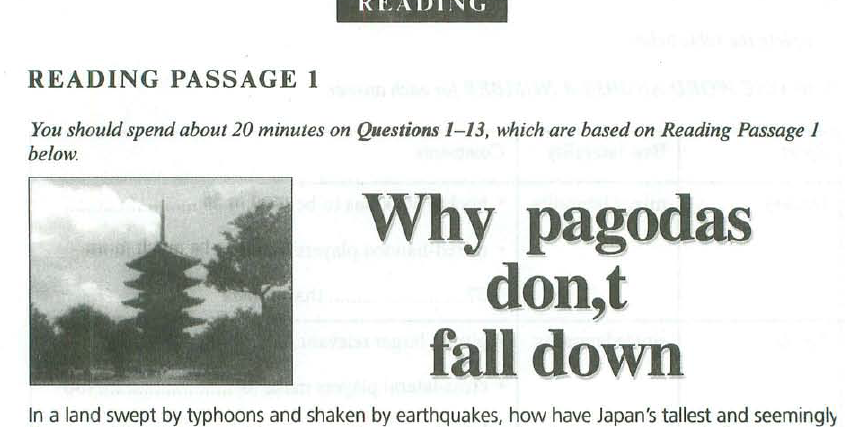 READING
READING PASSAGE 1
You should spend about 20 minutes on Questions 1–13, which are based on Reading Passage 1
below.
Why pagodas
don,t
fall down
In a land swept by typhoons and shaken by earthquakes, how have Japan's tallest and seemingly